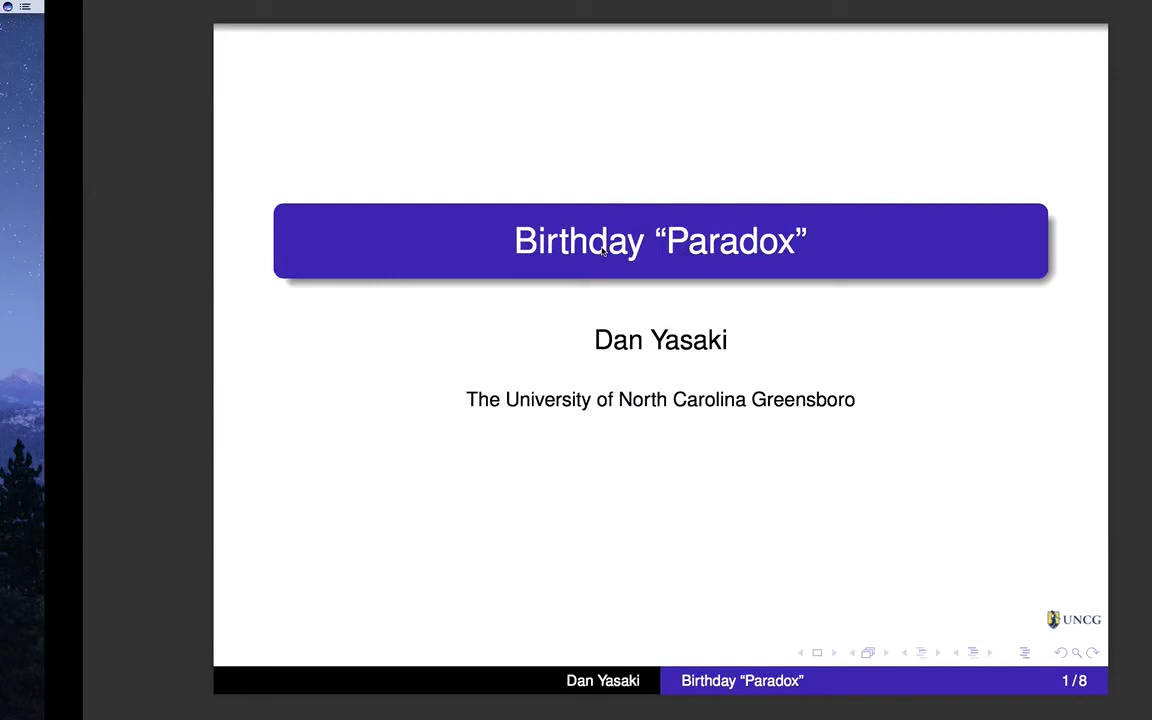 Birthday “Paradox”
Dan Yasaki
The University of North Carolina Greensboro
UNCG
Dan Yasaki
Birthday “Paradox”
1 / 8